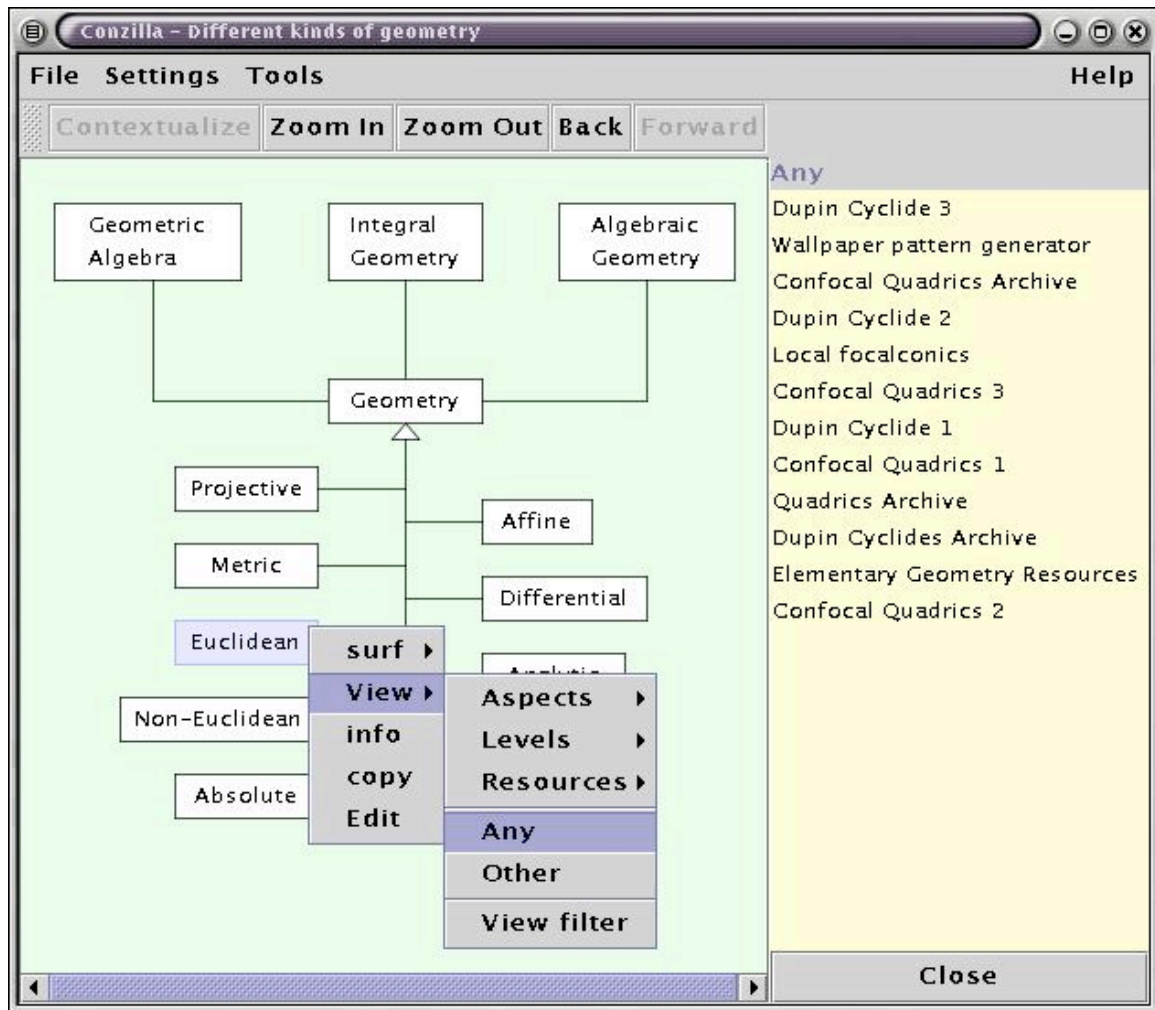 Conzilla - Different kinds of geometry
File Settings Tools Help
Contextualize Zoom In Zoom Out Back Forward
Geometric
Algebra
Integral
Geometry
Algebraic
Geometry
Geometry
Projective
Affine
Metric
Differential
Euclidean
Analytic
Non-Euclidean
Absolute
surf
View
info
copy
Edit
Aspects
Levels
Resources
Any
Other
View filter
Any
Dupin Cyclide 3
Wallpaper pattern generator
Confocal Quadrics Archive
Dupin Cyclide 2
Local focalconics
Confocal Quadrics 3
Dupin Cyclide 1
Confocal Quadrics 1
Quadrics Archive
Dupin Cyclides Archive
Elementary Geometry Resources
Confocal Quadrics 2
Close